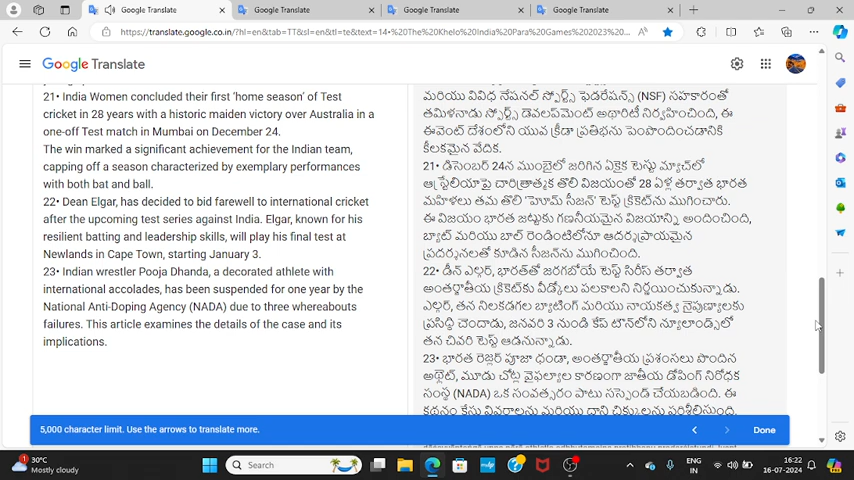 Google Translate
Google Translate
Google Translate
Google Translate
https://translate.google.co.in/?hl=en&tab=TT&sl=en&tl=te&text=14•%20The%20Khelo%20India%20Para%20Games%202023%20...
Google Translate
21• India Women concluded their first 'home season' of Test
cricket in 28 years with a historic maiden victory over Australia in a
one-off Test match in Mumbai on December 24.
The win marked a significant achievement for the Indian team,
capping off a season characterized by exemplary performances
with both bat and ball.
22• Dean Elgar, has decided to bid farewell to international cricket
after the upcoming test series against India. Elgar, known for his
resilient batting and leadership skills, will play his final test at
Newlands in Cape Town, starting January 3.
23• Indian wrestler Pooja Dhanda, a decorated athlete with
international accolades, has been suspended for one year by the
National Anti-Doping Agency (NADA) due to three whereabouts
failures. This article examines the details of the case and its
implications.
మరియు వివిధ నేషనల్ స్పోర్ట్స్ ఫెడరేషన్స్ (NSF) సహకారంతో
తమిళనాడు స్పోర్ట్స్ డెవలప్‌మెంట్ అథారిటీ నిర్వహించింది, ఈ
ఈవెంట్ దేశంలోని యువ క్రీడా ప్రతిభను పెంపొందించడానికి
కీలకమైన వేదిక.
21• డిసెంబర్ 24న ముంబైలో జరిగిన ఏకైక టెస్టు మ్యాచ్‌లో
ఆస్ట్రేలియాపై చారిత్రాత్మక తొలి విజయంతో 28 ఏళ్ల తర్వాత భారత
మహిళలు తమ తొలి 'హోమ్ సీజన్' టెస్ట్ క్రికెట్‌ను ముగించారు.
ఈ విజయం భారత జట్టుకు గణనీయమైన విజయాన్ని అందించింది,
బ్యాట్ మరియు బాల్ రెండింటిలోనూ ఆదర్శప్రాయమైన
ప్రదర్శనలతో కూడిన సీజన్‌ను ముగించింది.
22• డీన్ ఎల్గర్, భారత్‌తో జరగబోయే టెస్ట్ సిరీస్ తర్వాత
అంతర్జాతీయ క్రికెట్‌కు వీడ్కోలు పలకాలని నిర్ణయించుకున్నాడు.
ఎల్గర్, తన నిలకడగల బ్యాటింగ్ మరియు నాయకత్వ నైపుణ్యాలకు
ప్రసిద్ధి చెందాడు, జనవరి 3 నుండి కేప్ టౌన్‌లోని న్యూలాండ్స్‌లో
తన చివరి టెస్ట్ ఆడనున్నాడు.
23• భారత రెజ్లర్ పూజా ధండా, అంతర్జాతీయ ప్రశంసలు పొందిన
అథ్లెట్, మూడు చోట్ల వైఫల్యాల కారణంగా జాతీయ డోపింగ్ నిరోధక
సంస్థ (NADA) ఒక సంవత్సరం పాటు సస్పెండ్ చేయబడింది. ఈ
కథనం కేసు వివరాలను మరియు దాని చిక్కులను పరిశీలిస్తుంది.
5,000 character limit. Use the arrows to translate more.
Done
30°C
Mostly cloudy
Search
ENG
IN
16:22
16-07-2024